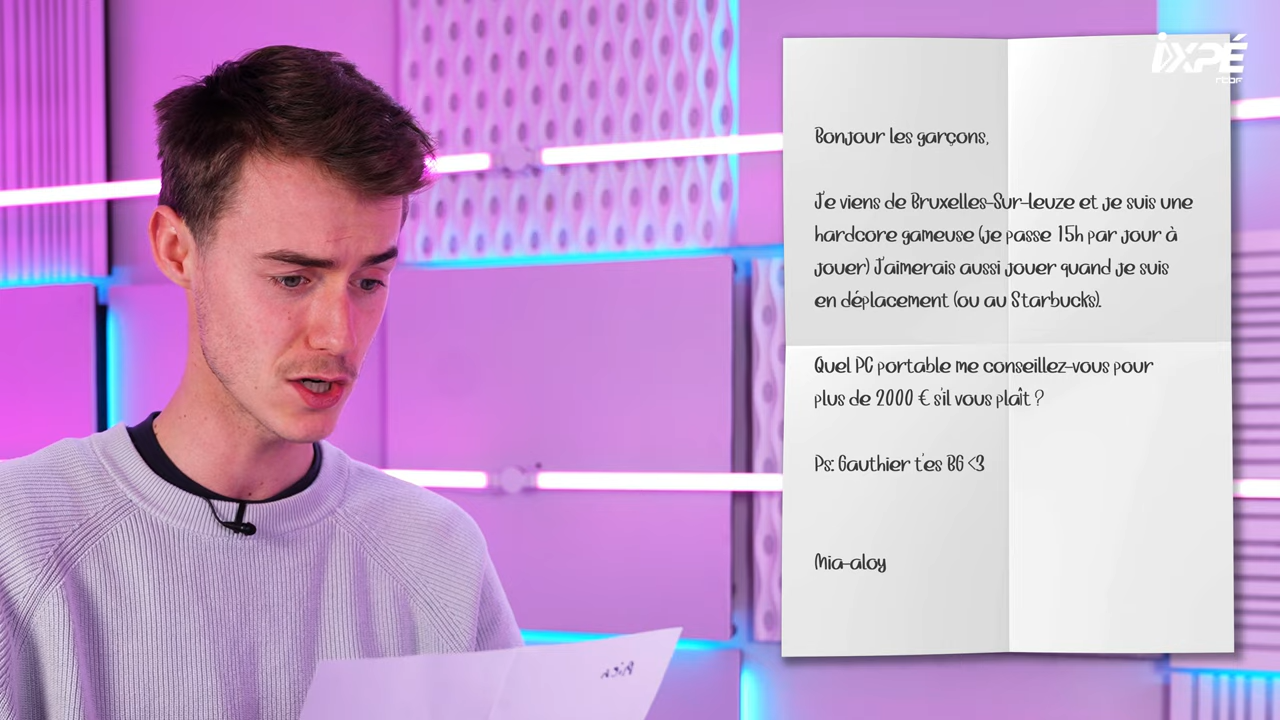 iXPÉ
RTBF
Bonjour les garçons,
Je viens de Bruxelles-Sur-leuze et je suis une
hardcore gameuse (je passe 15h par jour à
jouer) J'aimerais aussi jouer quand je suis
en déplacement (ou au Starbucks).
Quel PC portable me conseillez-vous pour
plus de 2000 € s'il vous plaît ?
Ps: Gauthier t'es BG <3
Mia-aloy